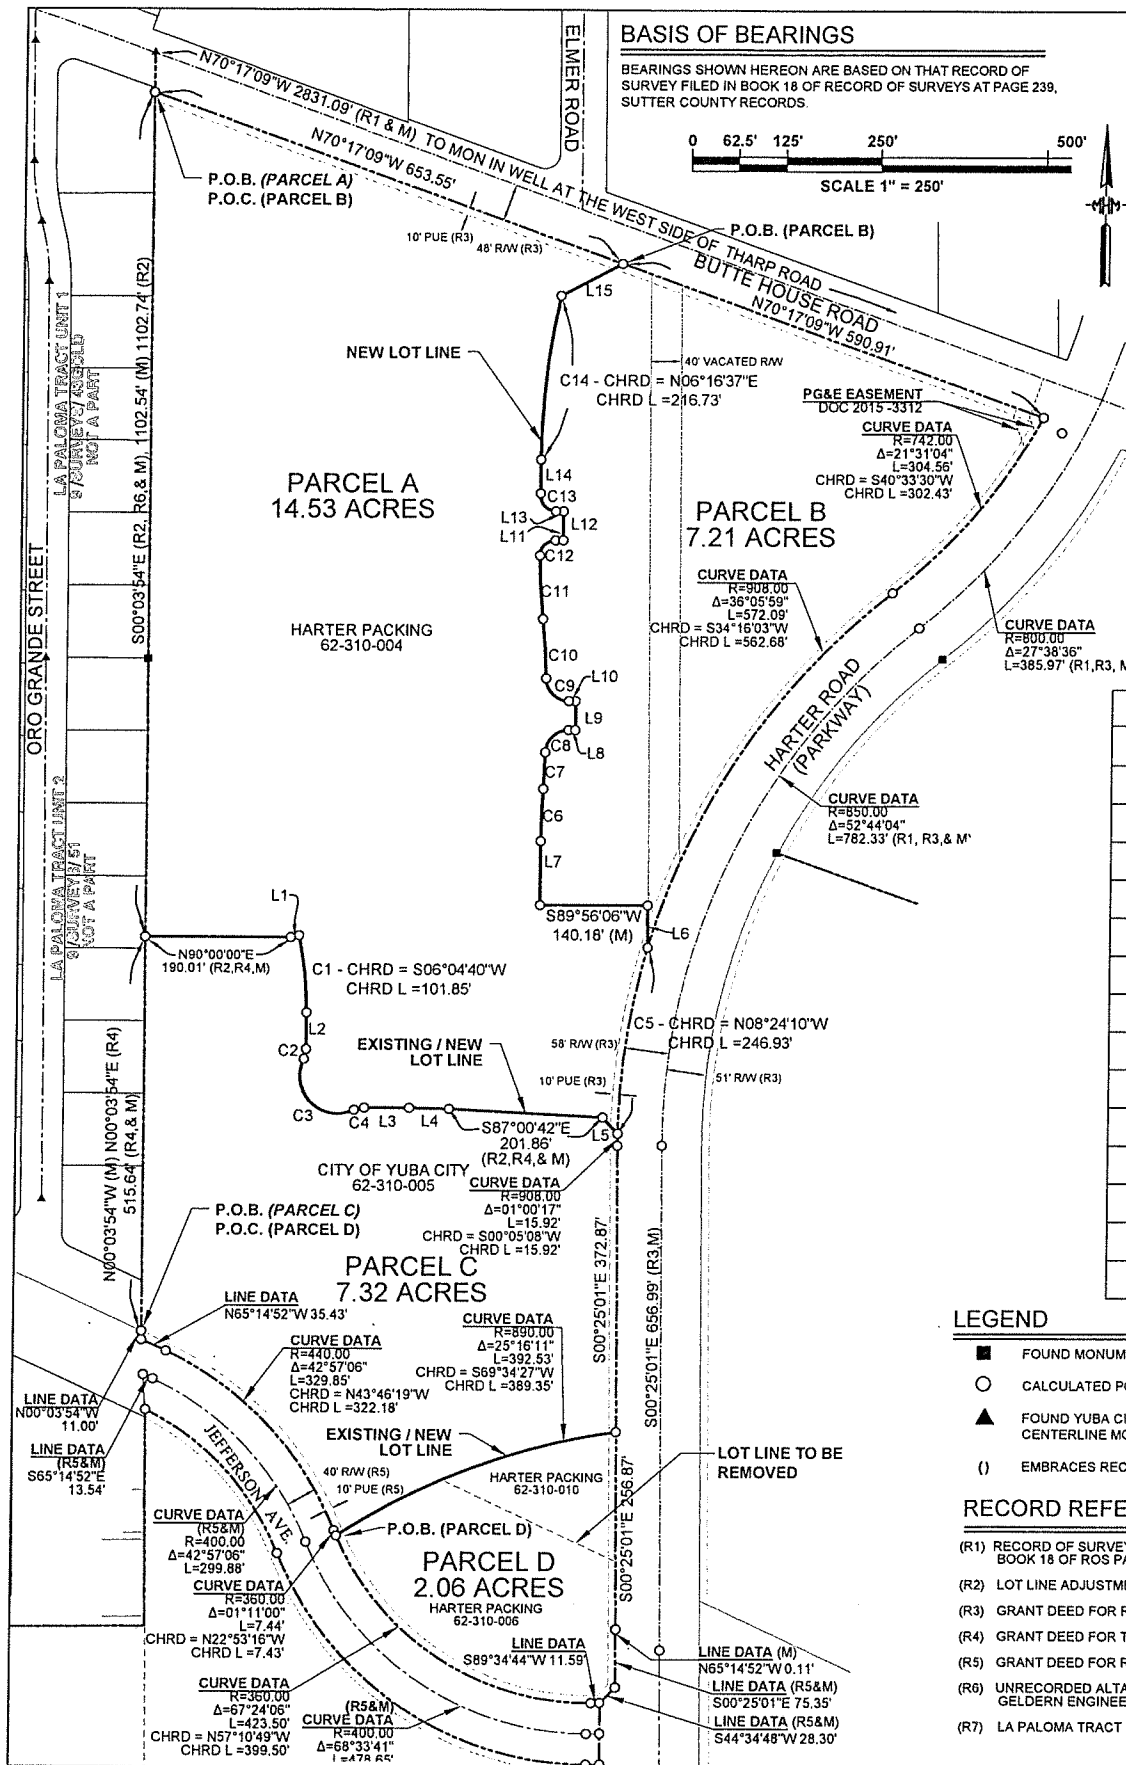 BASIS OF BEARINGS
BEARINGS SHOWN HEREON ARE BASED ON THAT RECORD OF
SURVEY FILED IN BOOK 18 OF RECORD OF SURVEYS AT PAGE 239,
SUTTER COUNTY RECORDS.
0 62.5' 125' 250' 500'
SCALE 1" = 250'
ELMER ROAD
N70°17'09"W 2831.09' (R1 & M) TO MON IN WELL AT THE WEST SIDE OF THARP ROAD
N70°17'09"W 653.55'
P.O.B. (PARCEL A)
P.O.C. (PARCEL B)
10' PUE (R3)
48' R/W (R3)
P.O.B. (PARCEL B)
BUTTE HOUSE ROAD
N70°17'09"W 590.91'
L15
NEW LOT LINE
40' VACATED R/W
C14 - CHRD = N06°16'37"E
CHRD L =216.73'
PG&E EASEMENT
DOC 2015 -3312
CURVE DATA
R=742.00
Δ=21°31'04"
L=304.56'
CHRD = S40°33'30"W
CHRD L =302.43'
LA PALOMA TRACT UNIT 1
NOT A PART
S00°03'54"E (R2, R6,& M), 1102.54' (M) 1102.74' (R2)
PARCEL A
14.53 ACRES
L14
C13
L13
L12
L11
C12
PARCEL B
7.21 ACRES
C11
CURVE DATA
R=908.00
Δ=36°05'59"
L=572.09'
CHRD = S34°16'03"W
CHRD L =562.68'
CURVE DATA
R=800.00
Δ=27°38'36"
L=385.97' (R1,R3, M
ORO GRANDE STREET
HARTER PACKING
62-310-004
C10
C9
L10
L9
C8
L8
C7
C6
L7
HARTER ROAD
(PARKWAY)
CURVE DATA
R=850.00
Δ=52°44'04"
L=782.33' (R1, R3,& M'
LA PALOMA TRACT UNIT 2
9 /SURVEYS/ 51
NOT A PART
L1
S89°56'06"W
140.18' (M)
L6
N90°00'00"E
190.01' (R2,R4,M)
C1 - CHRD = S06°04'40"W
CHRD L =101.85'
L2
C2
C5 - CHRD = N08°24'10"W
CHRD L =246.93'
58' R/W (R3)
EXISTING / NEW
LOT LINE
10' PUE (R3)
51' R/W (R3)
C3
C4
L3
L4
S87°00'42"E
201.86'
(R2,R4,& M)
L5
N00°03'54"W (M) N00°03'54"E (R4)
515.64' (R4,& M)
CITY OF YUBA CITY
62-310-005
CURVE DATA
R=908.00
Δ=01°00'17"
L=15.92'
CHRD = S00°05'08"W
CHRD L =15.92'
P.O.B. (PARCEL C)
P.O.C. (PARCEL D)
PARCEL C
7.32 ACRES
S00°25'01"E 372.87'
S00°25'01"E 656.99' (R3,M)
LINE DATA
N65°14'52"W 35.43'
CURVE DATA
R=440.00
Δ=42°57'06"
L=329.85'
CHRD = N43°46'19"W
CHRD L =322.18'
CURVE DATA
R=890.00
Δ=25°16'11"
L=392.53'
CHRD = S69°34'27"W
CHRD L =389.35'
LINE DATA
N00°03'54"W
11.00'
LINE DATA
(R5&M)
S65°14'52"E
13.54'
JEFFERSON AVE.
EXISTING / NEW
LOT LINE
40' R/W (R5)
10' PUE (R5)
HARTER PACKING
62-310-010
LOT LINE TO BE
REMOVED
S00°25'01"E 256.87'
CURVE DATA
(R5&M)
R=400.00
Δ=42°57'06"
L=299.88'
P.O.B. (PARCEL D)
PARCEL D
2.06 ACRES
HARTER PACKING
62-310-006
CURVE DATA
R=360.00
Δ=01°11'00"
L=7.44'
CHRD = N22°53'16"W
CHRD L =7.43'
LINE DATA
S89°34'44"W 11.59'
LINE DATA (M)
N65°14'52"W 0.11'
LINE DATA (R5&M)
S00°25'01"E 75.35'
LINE DATA (R5&M)
S44°34'48"W 28.30'
CURVE DATA
R=360.00
Δ=67°24'06"
L=423.50'
CHRD = N57°10'49"W
CHRD L =399.50'
(R5&M)
CURVE DATA
R=400.00
Δ=68°33'41"
L=478.65'
LEGEND
FOUND MONUM
CALCULATED PO
FOUND YUBA CI
CENTERLINE MO
() EMBRACES REC
RECORD REFE
(R1) RECORD OF SURVEY
BOOK 18 OF ROS PA
(R2) LOT LINE ADJUSTME
(R3) GRANT DEED FOR R
(R4) GRANT DEED FOR T
(R5) GRANT DEED FOR R
(R6) UNRECORDED ALTA
GELDERN ENGINEE
(R7) LA PALOMA TRACT